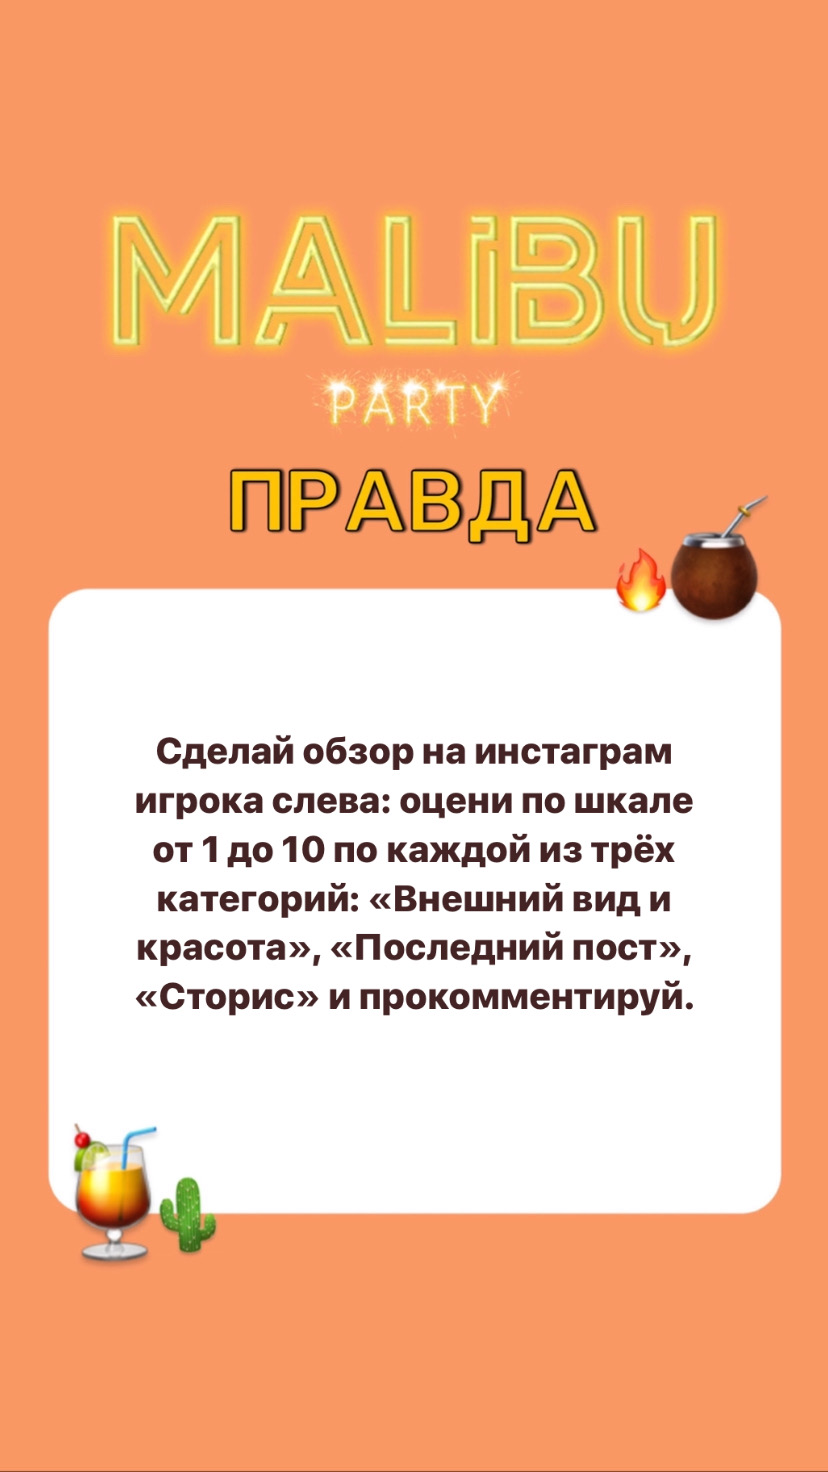 MALiBU
PARTY
ПРАВДА
Сделай обзор на инстаграм
игрока слева: оцени по шкале
от 1 до 10 по каждой из трёх
категорий: «Внешний вид и
красота», «Последний пост»,
«Сторис» и прокомментируй.